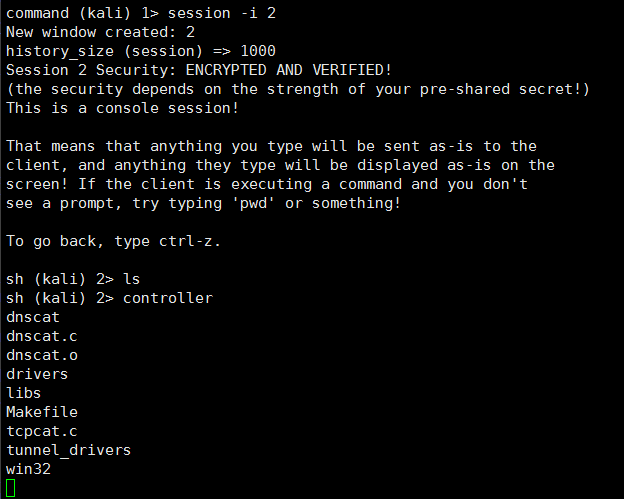 command (kali) 1> session -i 2
New window created: 2
history_size (session) => 1000
Session 2 Security: ENCRYPTED AND VERIFIED!
(the security depends on the strength of your pre-shared secret!)
This is a console session!

That means that anything you type will be sent as-is to the
client, and anything they type will be displayed as-is on the
screen! If the client is executing a command and you don't
see a prompt, try typing 'pwd' or something!

To go back, type ctrl-z.

sh (kali) 2> ls
sh (kali) 2> controller
dnscat
dnscat.c
dnscat.o
drivers
libs
Makefile
tcpcat.c
tunnel_drivers
win32